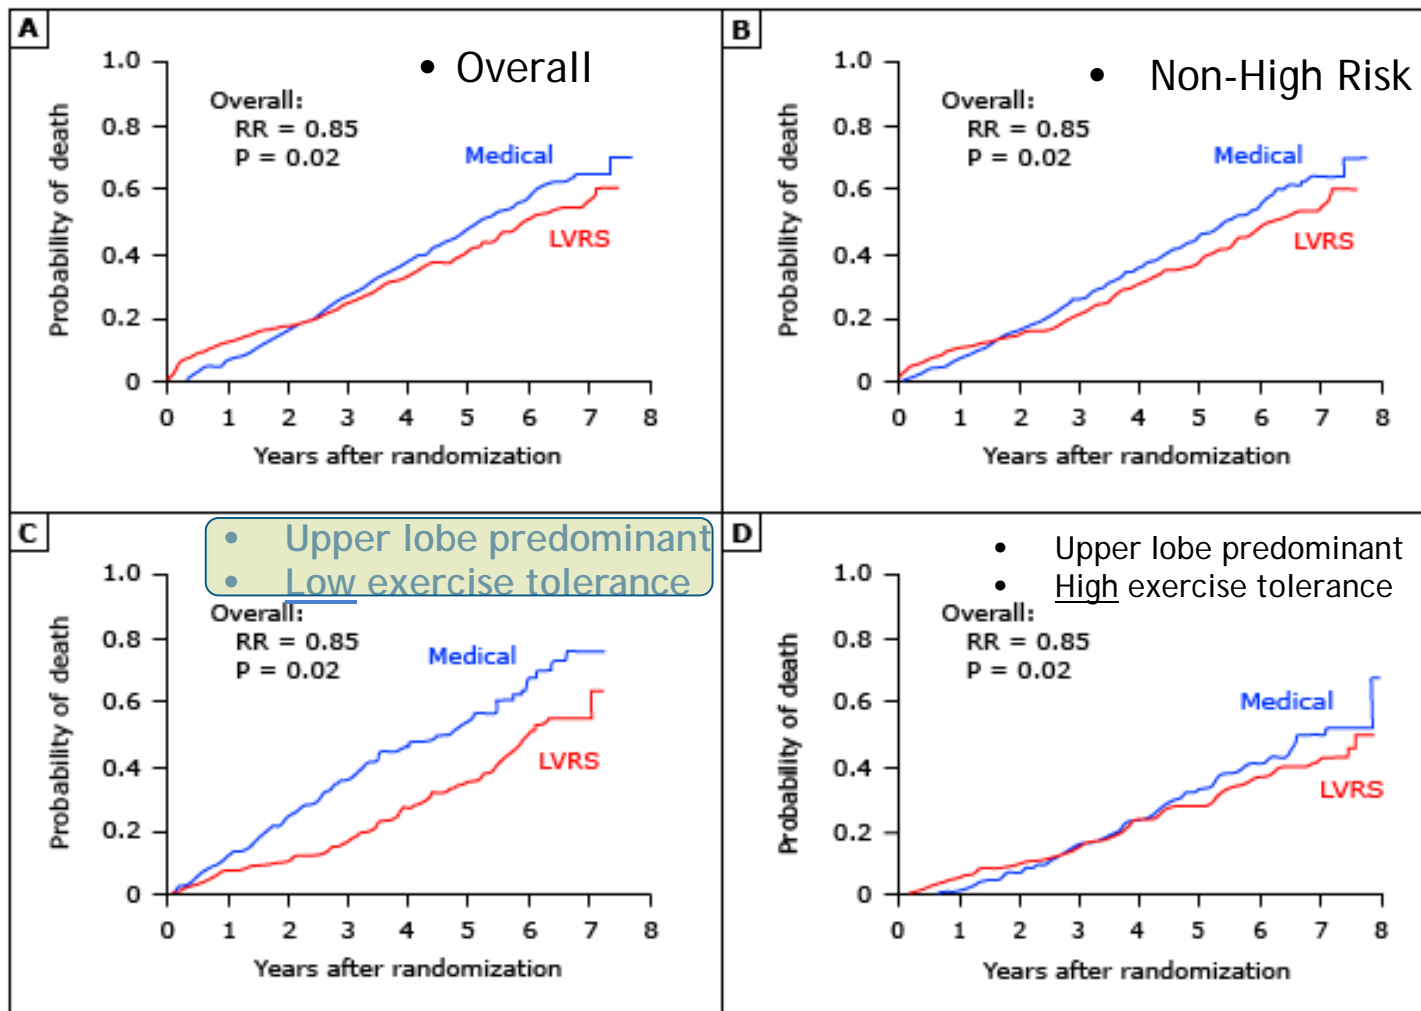 A
• Overall
1.0
0.8
0.6
0.4
0.2
0
Probability of death
Overall:
RR = 0.85
P = 0.02
Medical
LVRS
0 1 2 3 4 5 6 7 8
Years after randomization
B
• Non-High Risk
1.0
0.8
0.6
0.4
0.2
0
Probability of death
Overall:
RR = 0.85
P = 0.02
Medical
LVRS
0 1 2 3 4 5 6 7 8
Years after randomization
C
• Upper lobe predominant
• Low exercise tolerance
1.0
0.8
0.6
0.4
0.2
0
Probability of death
Overall:
RR = 0.85
P = 0.02
Medical
LVRS
0 1 2 3 4 5 6 7 8
Years after randomization
D
• Upper lobe predominant
• High exercise tolerance
1.0
0.8
0.6
0.4
0.2
0
Probability of death
Overall:
RR = 0.85
P = 0.02
Medical
LVRS
0 1 2 3 4 5 6 7 8
Years after randomization